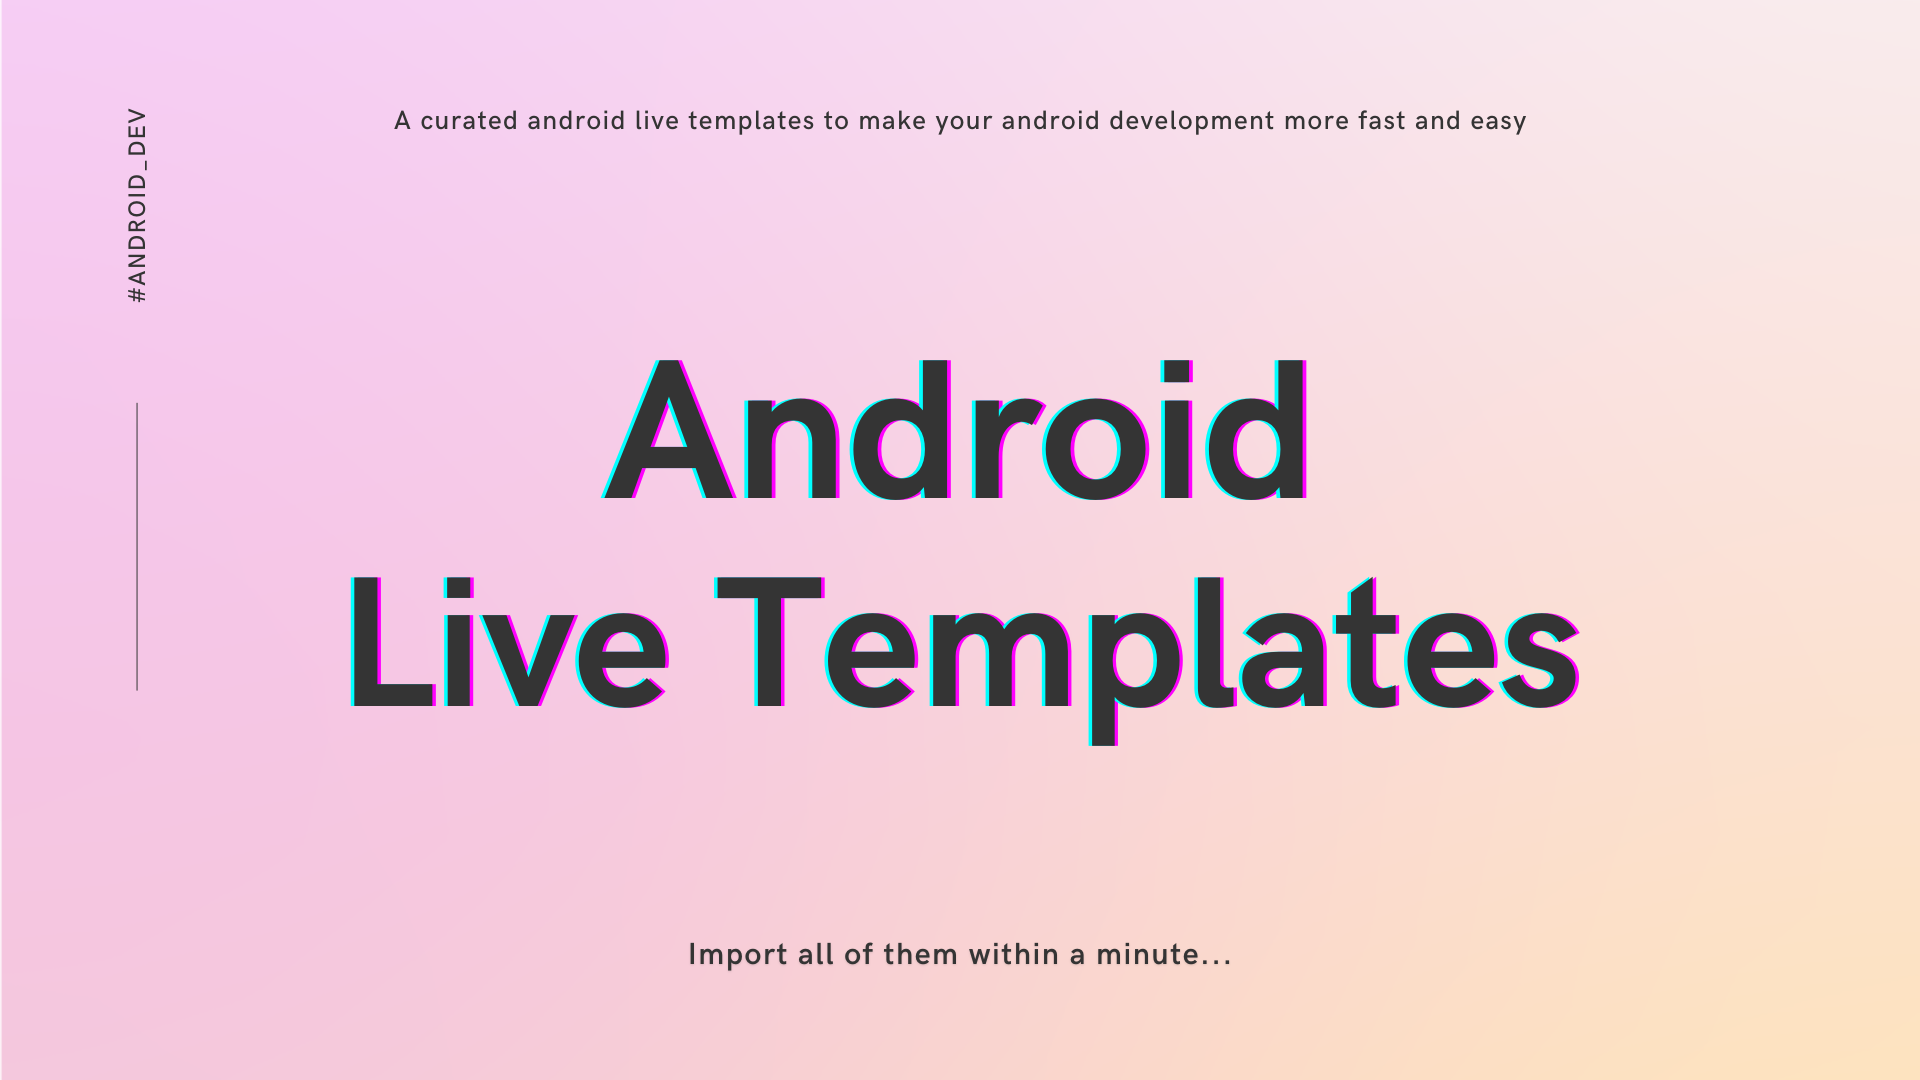 #ANDROID_DEV
A curated android live templates to make your android development more fast and easy
Android
Live Templates
Import all of them within a minute...